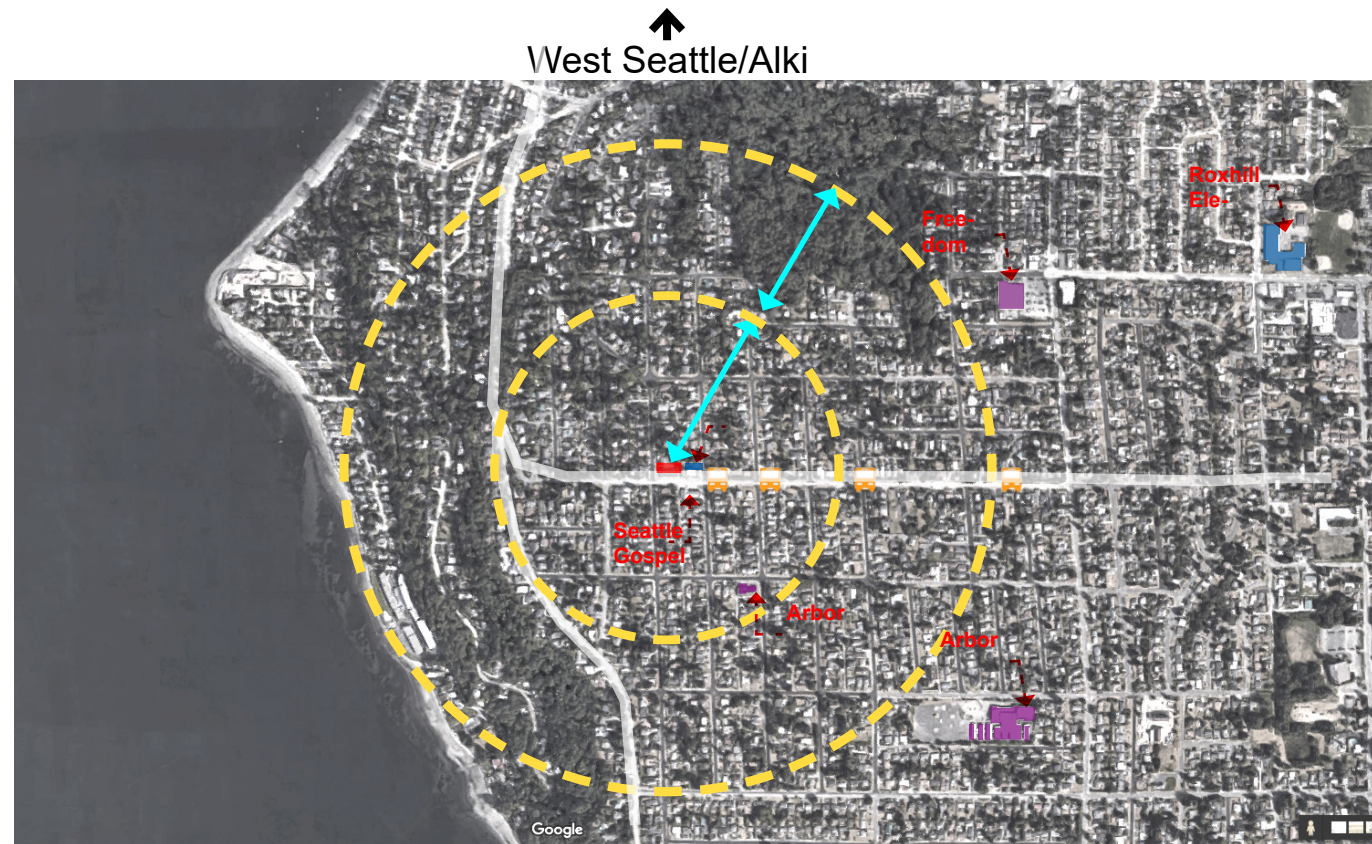 West Seattle/Alki
Roxhill
Ele-
Free-
dom
Seattle
Gospel
Arbor
Arbor
Google